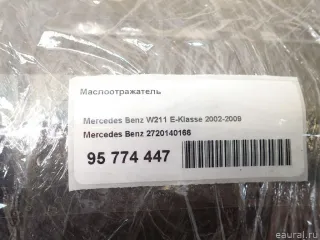 Маслоотражатель
Mercedes Benz W211 E-Klasse 2002-2009
Mercedes Benz 2720140166
95 774 447
© eaural.ru